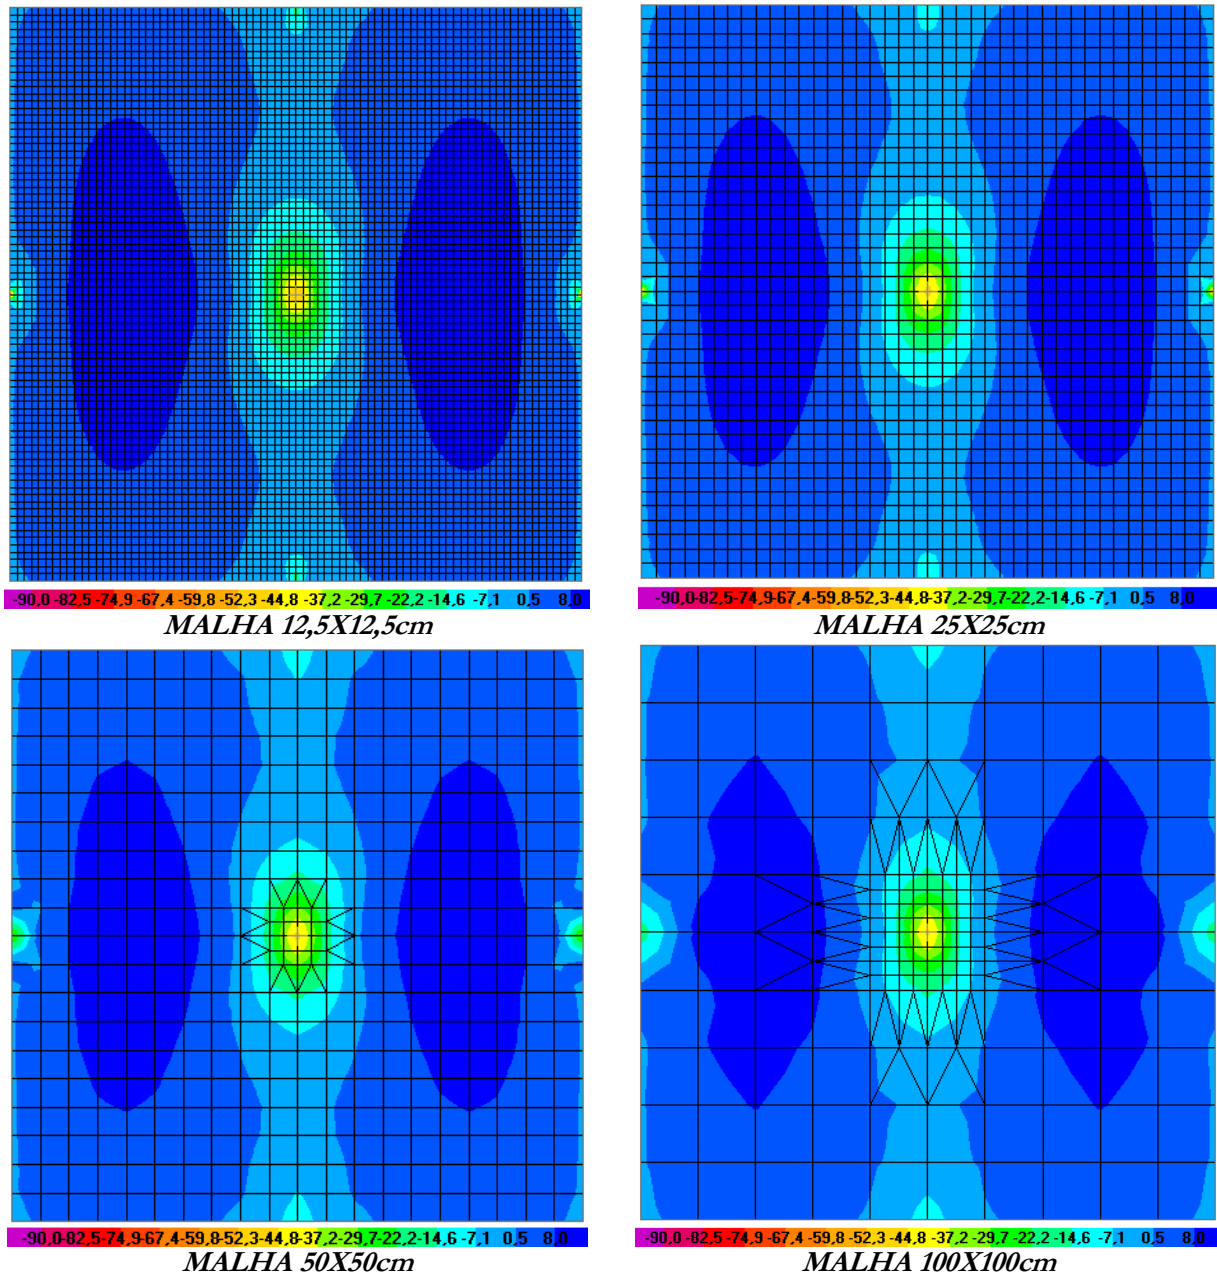 -90,0-82,5-74,9-67,4-59,8-52,3-44,8-37,2-29,7-22,2-14,6 -7,1 0,5 8,0
MALHA 12,5X12,5cm
-90,0-82,5-74,9-67,4-59,8-52,3-44,8-37,2-29,7-22,2-14,6 -7,1 0,5 8,0
MALHA 25X25cm
-90,0-82,5-74,9-67,4-59,8-52,3-44,8-37,2-29,7-22,2-14,6 -7,1 0,5 8,0
MALHA 50X50cm
-90,0-82,5 -74,9 -67,4 -59,8 -52,3 -44,8 -37,2 -29,7-22,2 -14,6 -7,1 0,5 8,0
MALHA 100X100cm